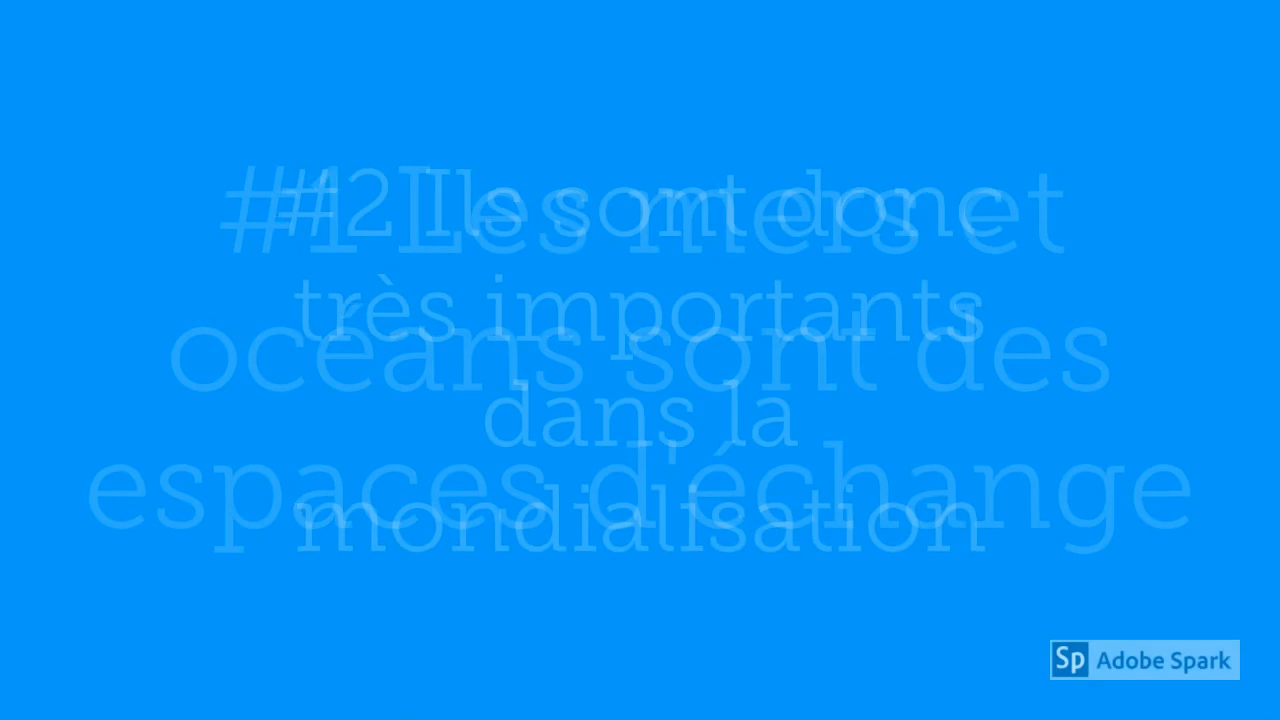 #1 Les mers et
océans sont des
espaces d'échange
#2 Ils sont donc
très importants
dans la
mondialisation
Sp Adobe Spark